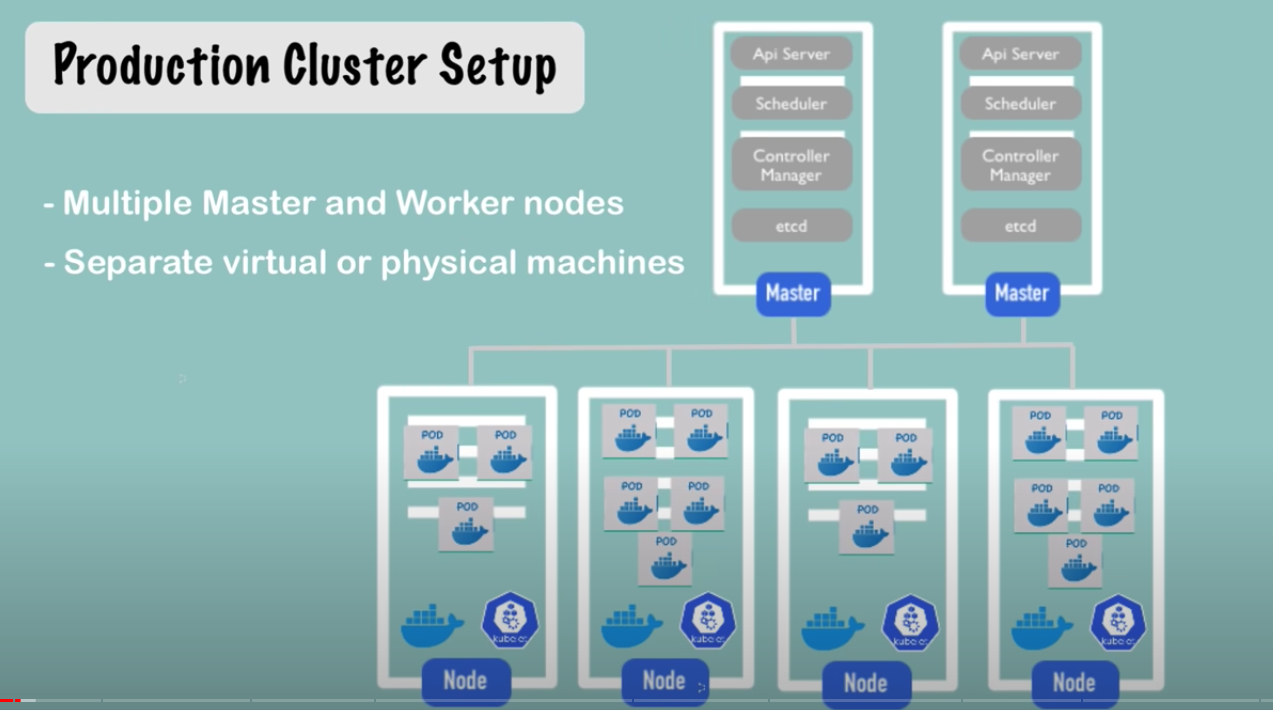 Production Cluster Setup
- Multiple Master and Worker nodes
- Separate virtual or physical machines
Api Server
Scheduler
Controller
Manager
etcd
Master
Api Server
Scheduler
Controller
Manager
etcd
Master
POD POD
POD
kubelet
Node
POD POD
POD POD
POD
kubelet
Node
POD POD
POD
kubelet
Node
POD POD
POD POD
POD
kubelet
Node